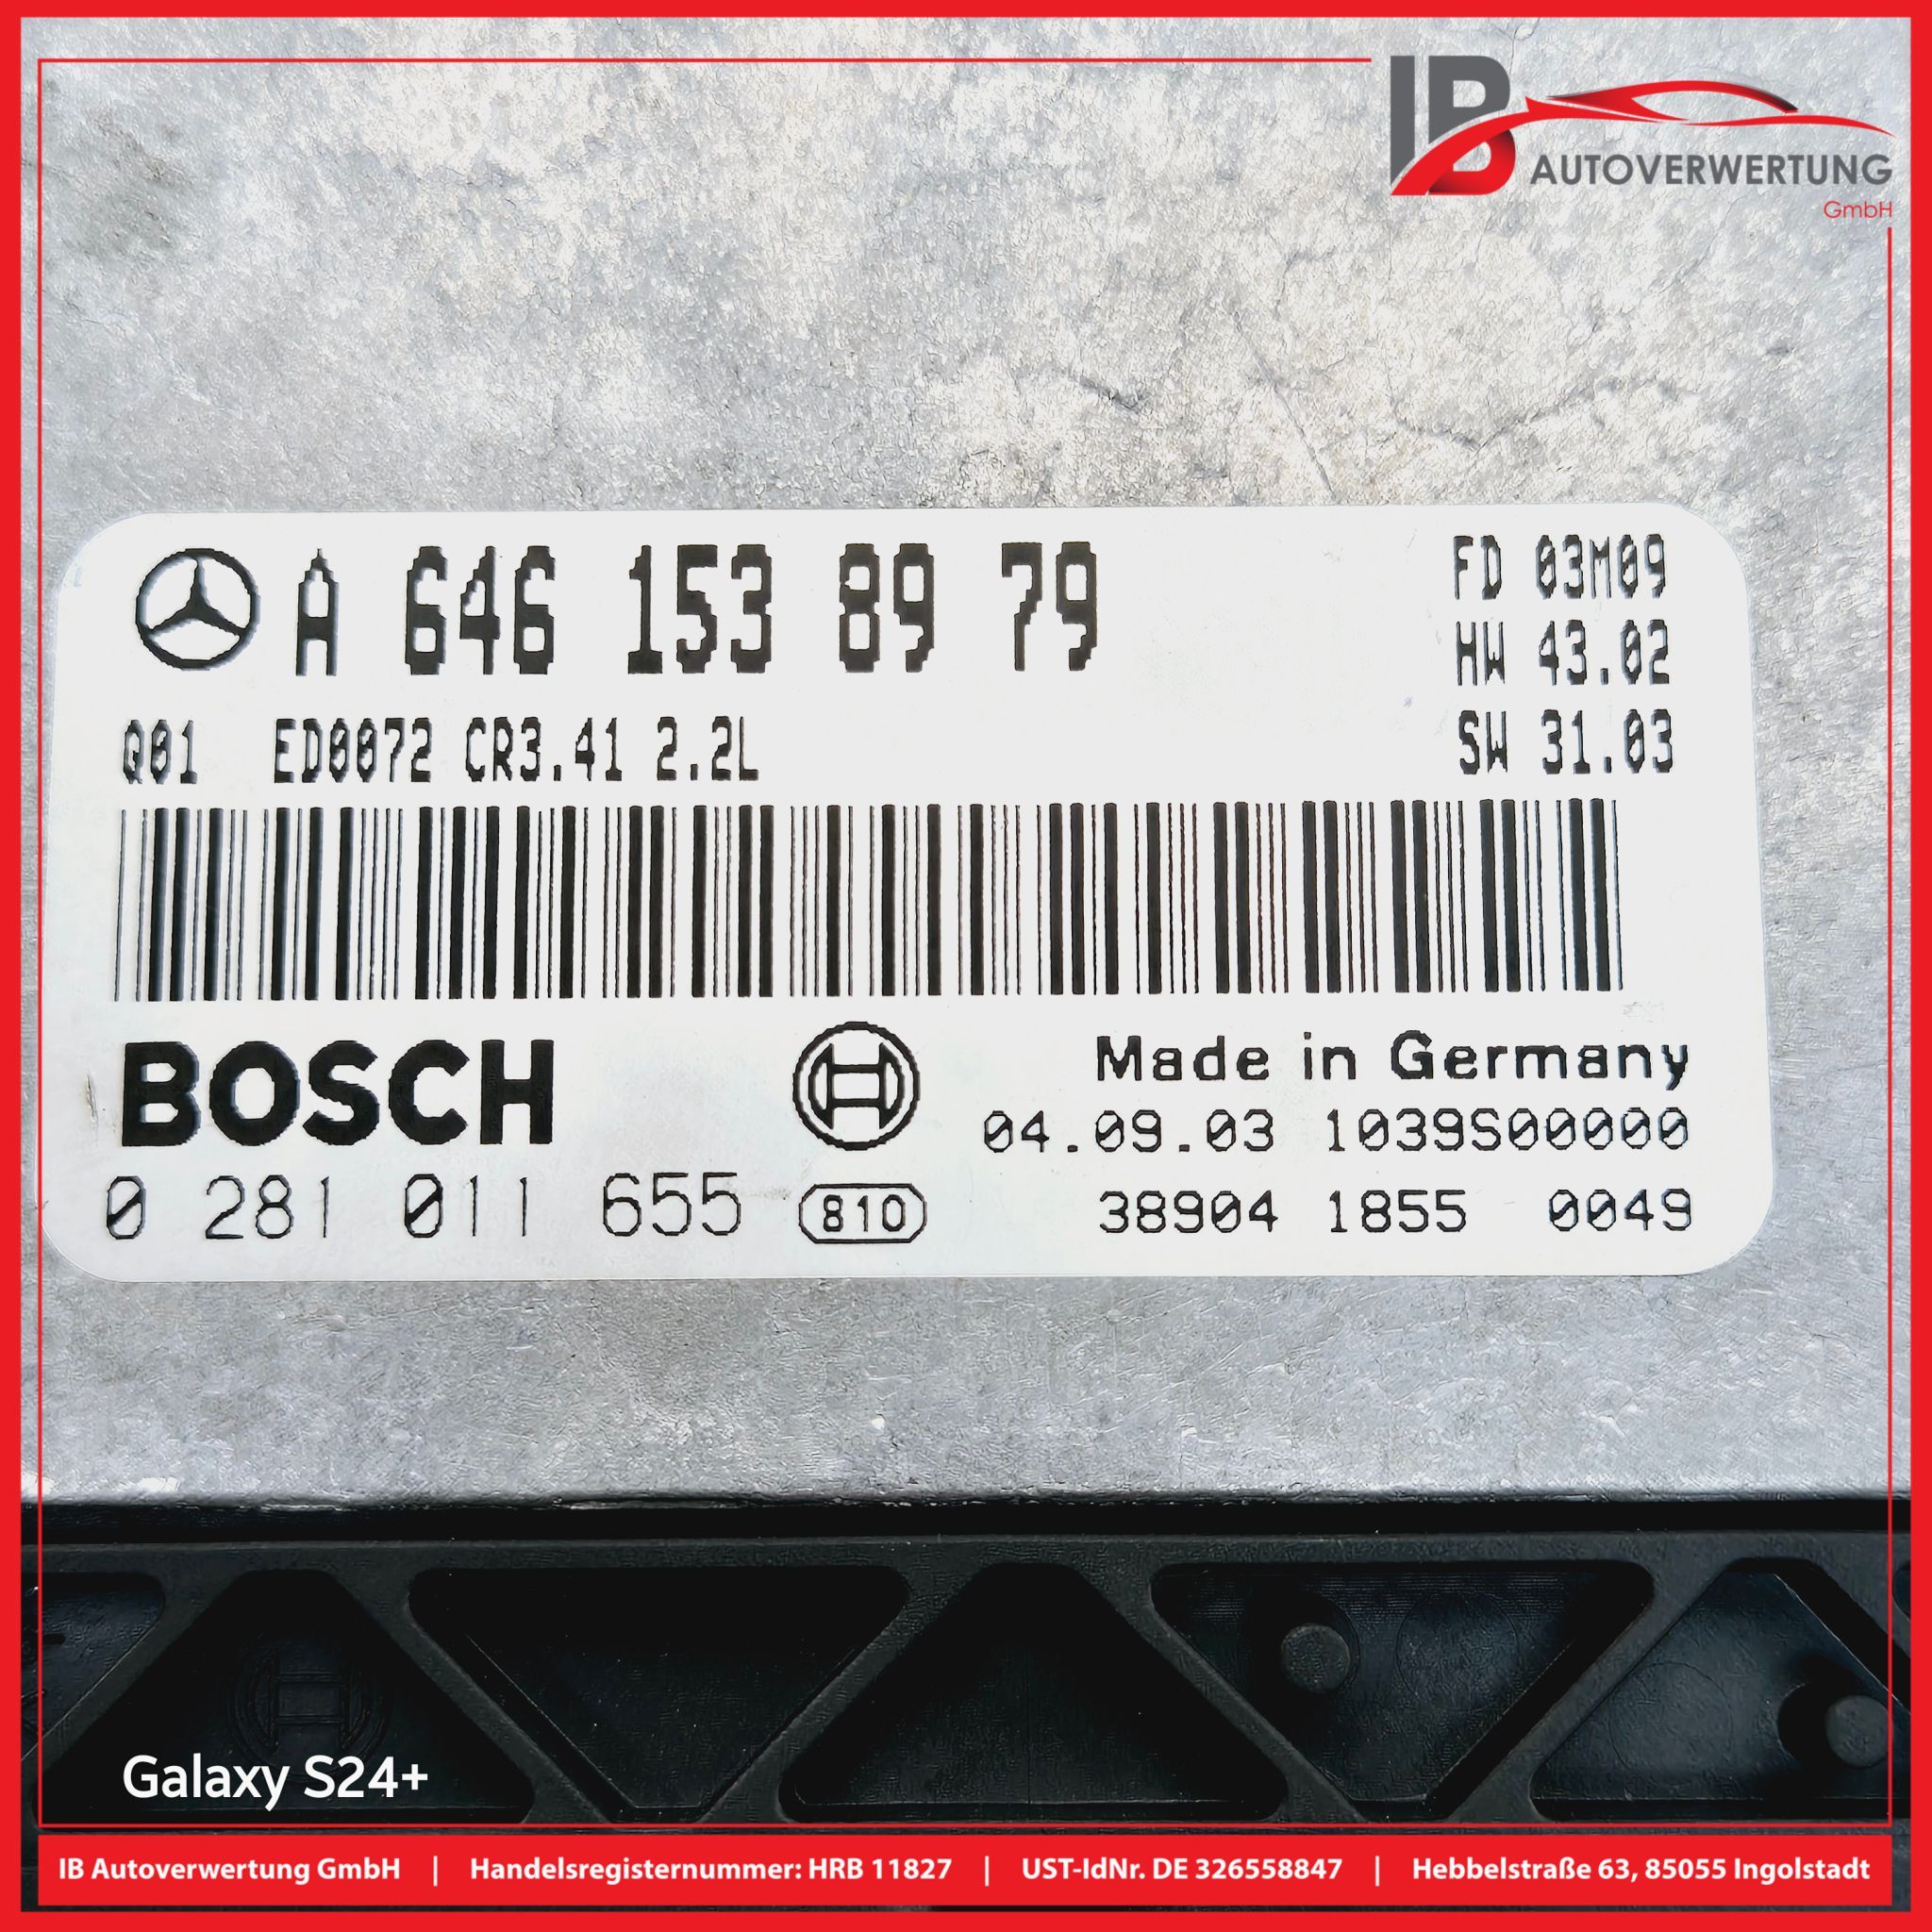 IB AUTOVERWERTUNG
GmbH
A 646 153 89 79
FD 03M09
HW 43.02
Q01 ED0072 CR3.41 2.2L
SW 31.03
BOSCH
Made in Germany
04.09.03 1039S00000
0 281 011 655 810
38904 1855 0049
Galaxy S24+
IB Autoverwertung GmbH | Handelsregisternummer: HRB 11827 | UST-IdNr. DE 326558847 | Hebbelstraße 63, 85055 Ingolstadt